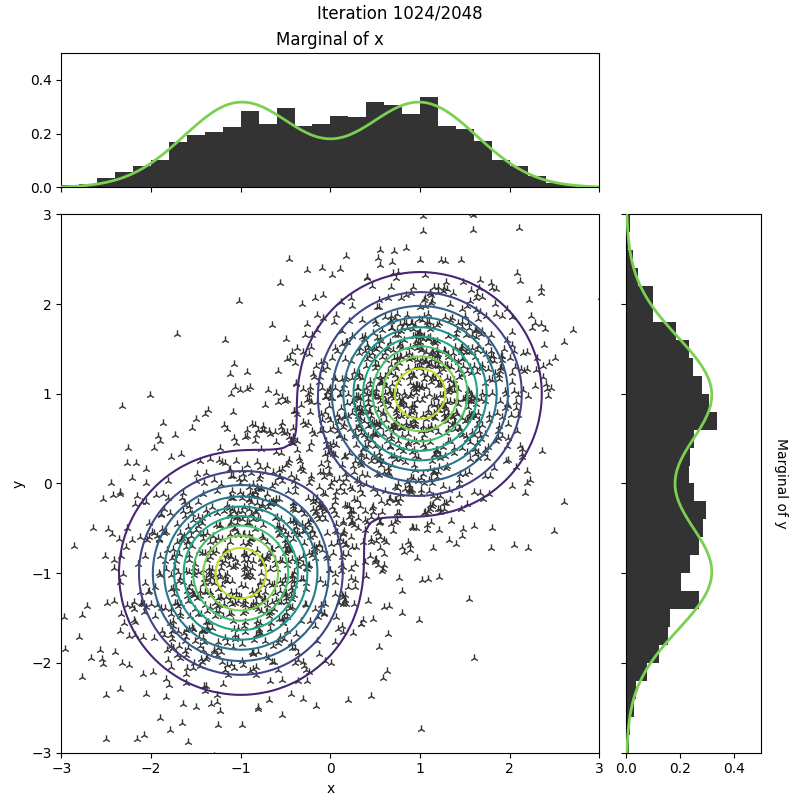 Iteration 1024/2048
Marginal of x
0.4
0.2
0.0
3
2
1
0
−1
−2
−3
y
−3 −2 −1 0 1 2 3
x
0.0 0.2 0.4
Marginal of y